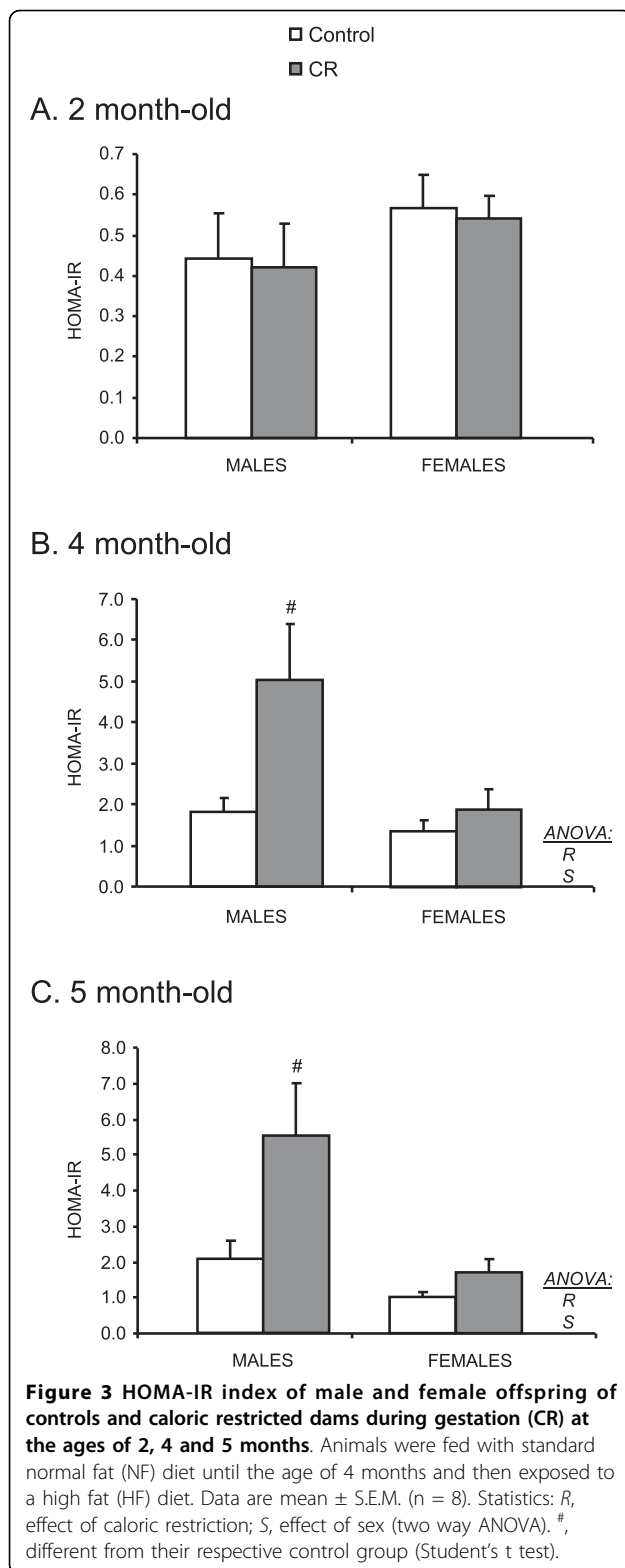 Control
CR
A. 2 month-old
0.7
0.6
0.5
0.4
0.3
0.2
0.1
0.0
HOMA-IR
MALES FEMALES
B. 4 month-old
7.0
6.0
5.0
4.0
3.0
2.0
1.0
0.0
HOMA-IR
#
ANOVA:
R
S
MALES FEMALES
C. 5 month-old
8.0
7.0
6.0
5.0
4.0
3.0
2.0
1.0
0.0
HOMA-IR
#
ANOVA:
R
S
MALES FEMALES
Figure 3 HOMA-IR index of male and female offspring of
controls and caloric restricted dams during gestation (CR) at
the ages of 2, 4 and 5 months. Animals were fed with standard
normal fat (NF) diet until the age of 4 months and then exposed to
a high fat (HF) diet. Data are mean ± S.E.M. (n = 8). Statistics: R,
effect of caloric restriction; S, effect of sex (two way ANOVA). #,
different from their respective control group (Student's t test).